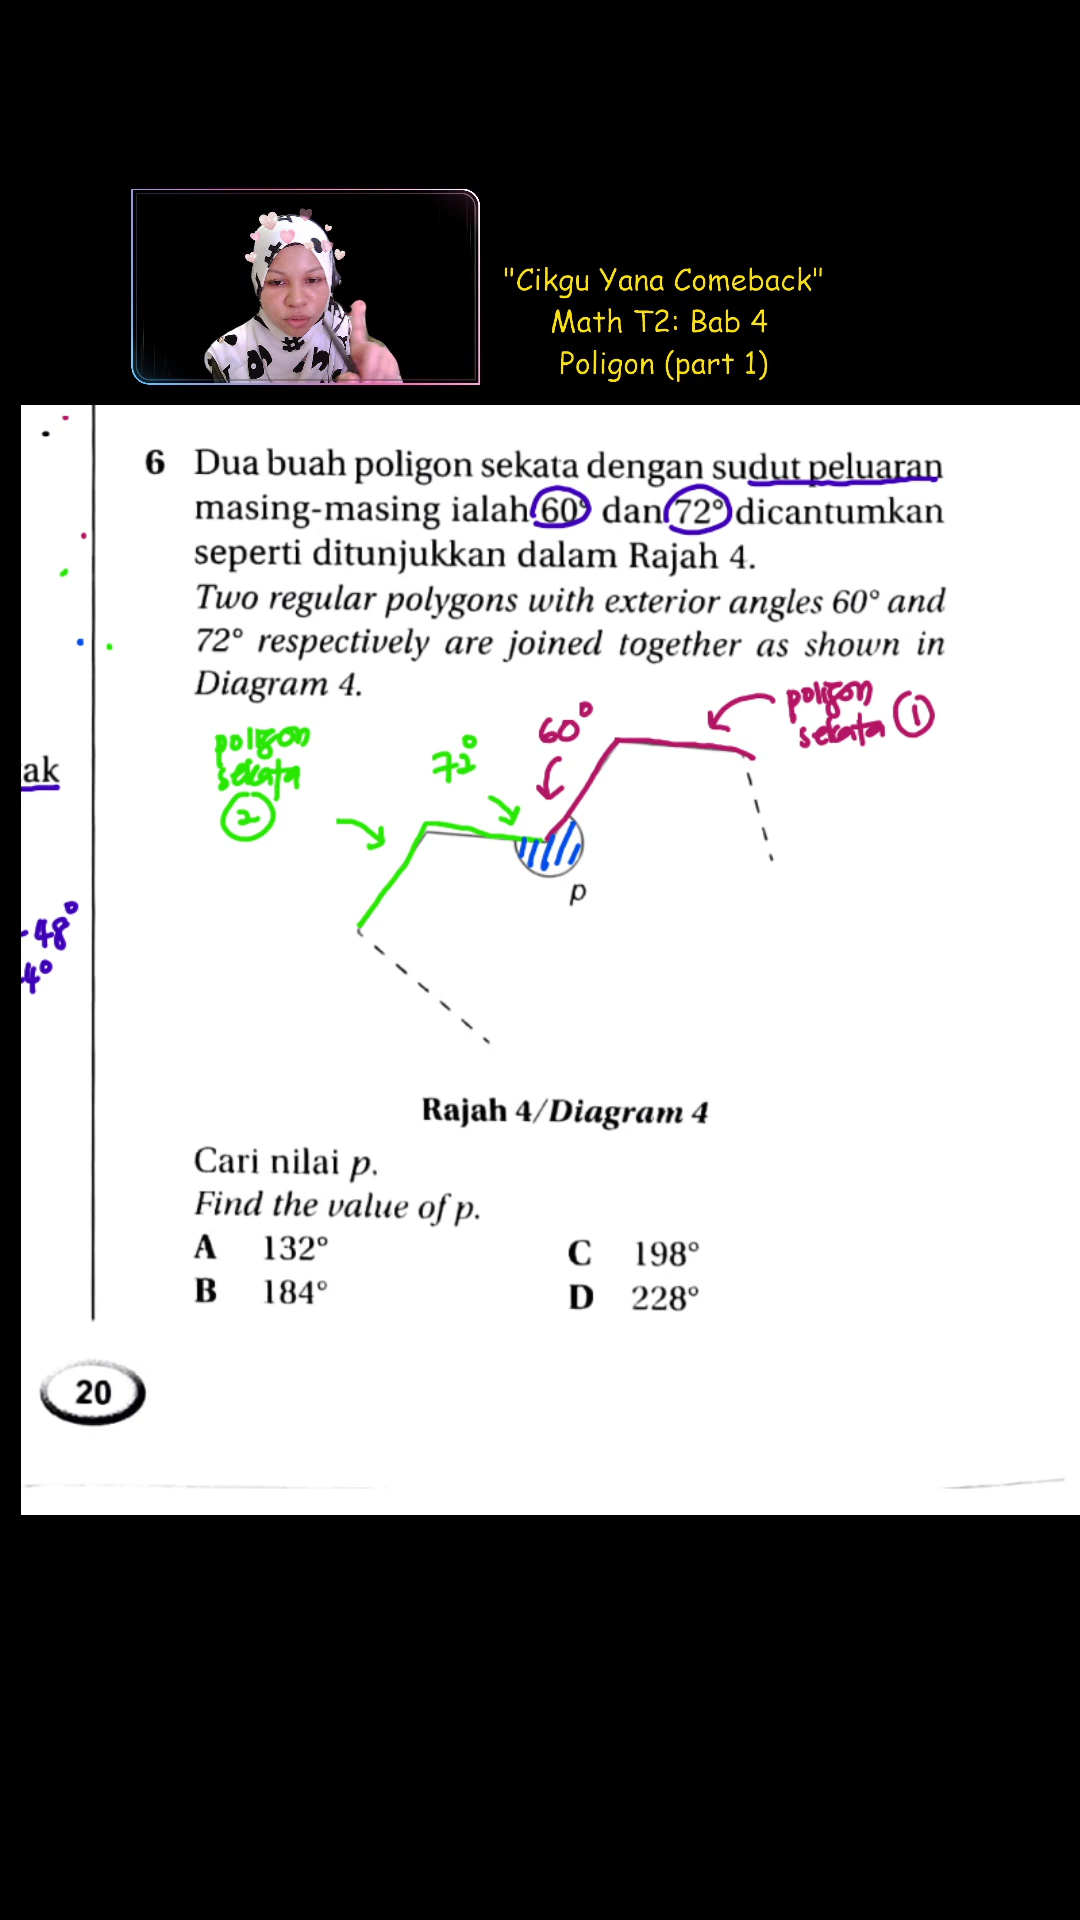 "Cikgu Yana Comeback"
Math T2: Bab 4
Poligon (part 1)
6 Dua buah poligon sekata dengan sudut peluaran
masing-masing ialah 60° dan 72° dicantumkan
seperti ditunjukkan dalam Rajah 4.
Two regular polygons with exterior angles 60° and
72° respectively are joined together as shown in
Diagram 4.
poligon
sekata 1
60°
poligon
sekata
2
72°
ak
p
48°
4°
Rajah 4/Diagram 4
Cari nilai p.
Find the value of p.
A 132° C 198°
B 184° D 228°
20